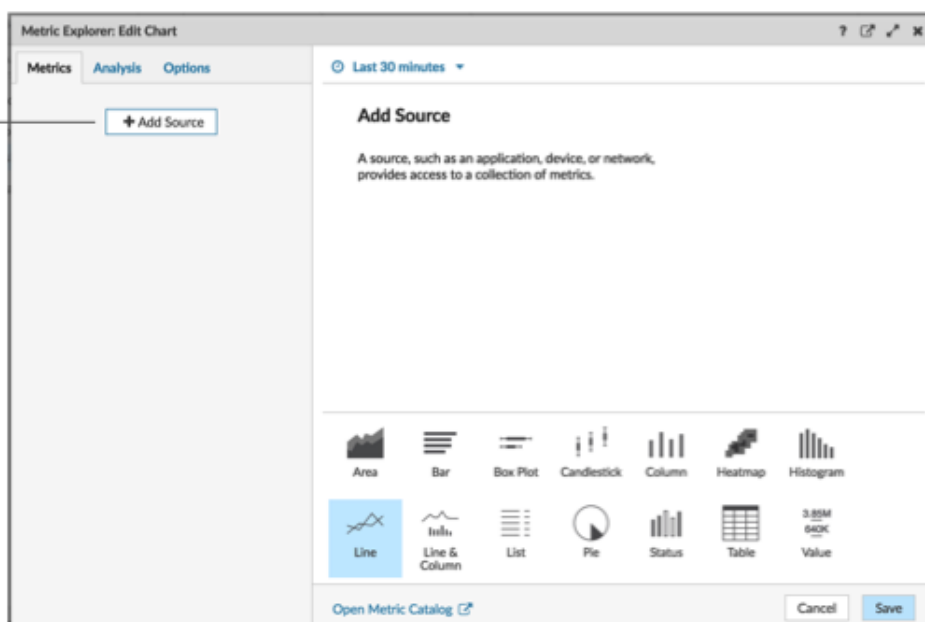 Metric Explorer: Edit Chart
?
Metrics Analysis Options
Last 30 minutes
+ Add Source
Add Source
A source, such as an application, device, or network,
provides access to a collection of metrics.
Area Bar Box Plot Candlestick Column Heatmap Histogram
3.85M
640K
Line Line & Column List Pie Status Table Value
Open Metric Catalog
Cancel Save